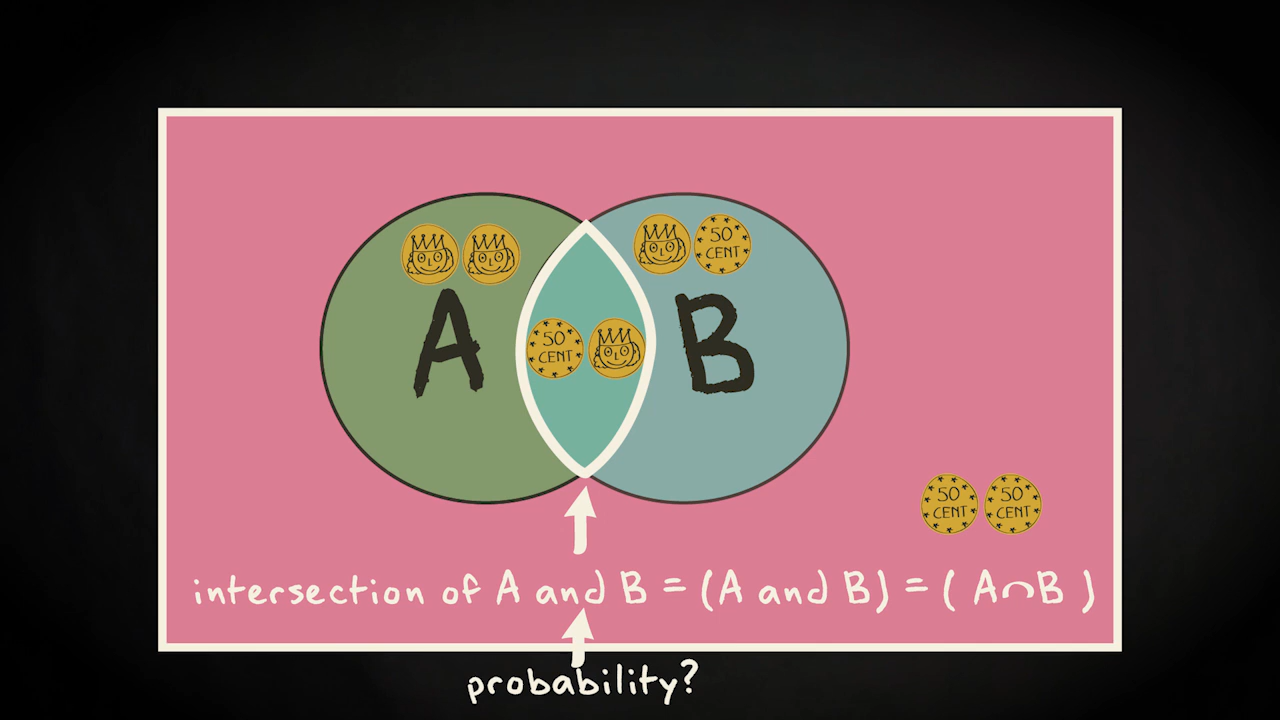 50 CENT
A
50 CENT
B
50 CENT
50 CENT
intersection of A and B = (A and B) = ( A∩B )
probability?